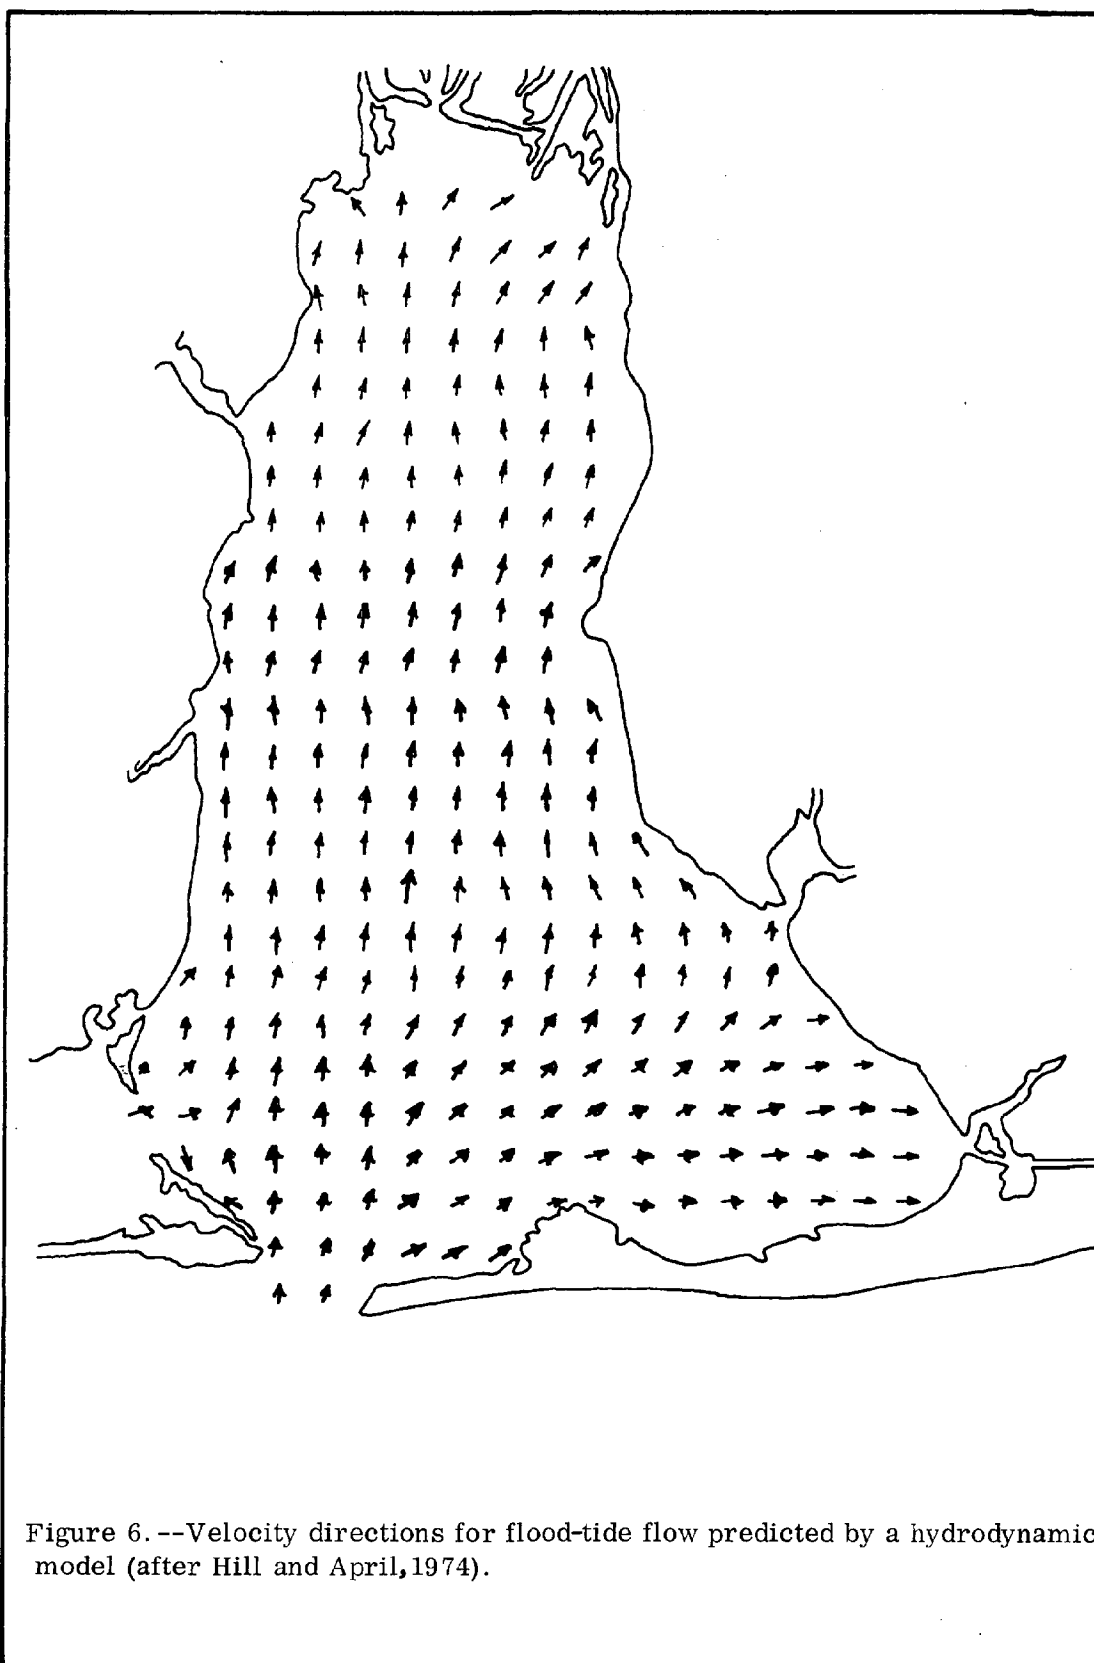 Figure 6.--Velocity directions for flood-tide flow predicted by a hydrodynamic
model (after Hill and April,1974).